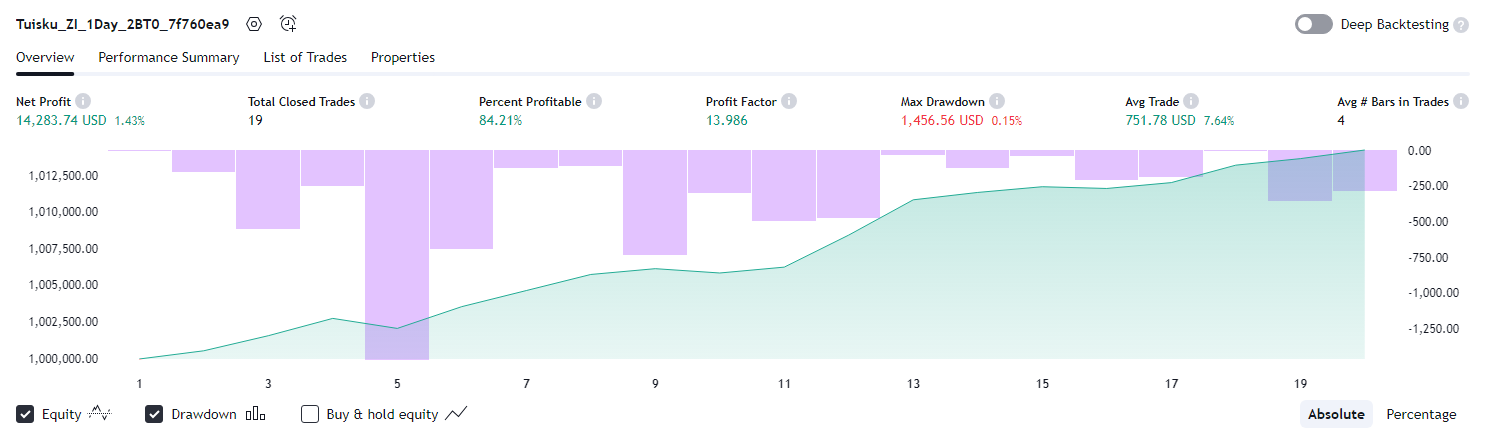 Tuisku_ZI_1Day_2BT0_7f760ea9 Deep Backtesting ?
Overview Performance Summary List of Trades Properties
Net Profit i Total Closed Trades i Percent Profitable i Profit Factor i Max Drawdown i Avg Trade i Avg # Bars in Trades i
14,283.74 USD 1.43% 19 84.21% 13.986 1,456.56 USD 0.15% 751.78 USD 7.64% 4
0.00
1,012,500.00 -250.00
1,010,000.00 -500.00
1,007,500.00 -750.00
1,005,000.00 -1,000.00
1,002,500.00 -1,250.00
1,000,000.00
1 3 5 7 9 11 13 15 17 19
Equity Drawdown Buy & hold equity Absolute Percentage